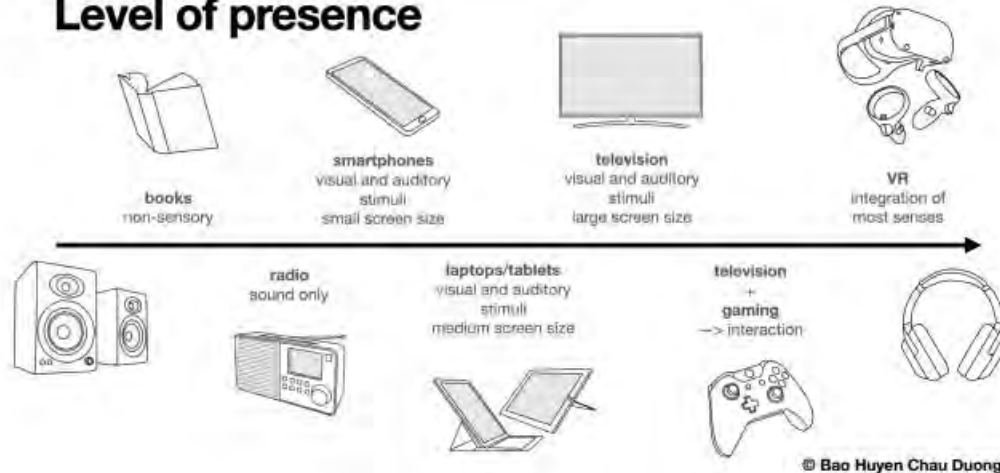 Level of presence
books
non-sensory
smartphones
visual and auditory
stimuli
small screen size
television
visual and auditory
stimuli
large screen size
VR
integration of
most senses
radio
sound only
laptops/tablets
visual and auditory
stimuli
medium screen size
television
+
gaming
—> interaction
© Bao Huyen Chau Duong